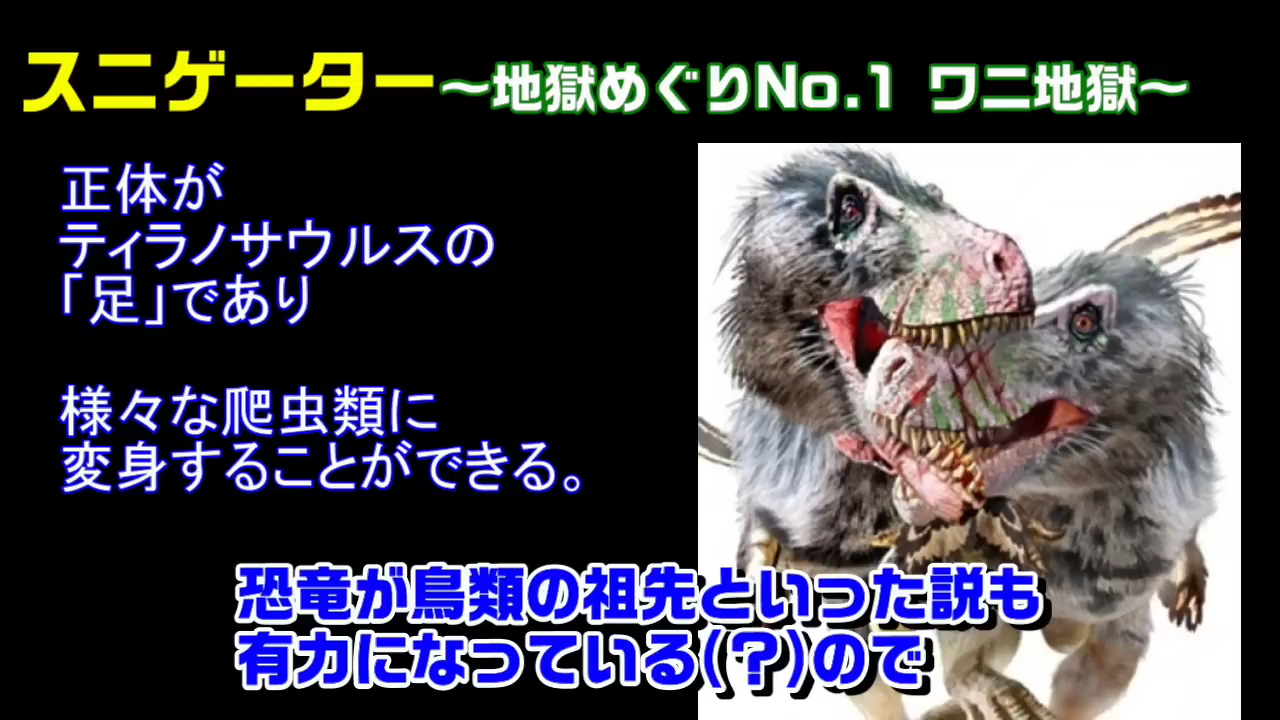 スニゲーター～地獄めぐりNo.1 ワニ地獄～
正体が
ティラノサウルスの
「足」であり
様々な爬虫類に
変身することができる。
恐竜が鳥類の祖先といった説も
有力になっている(?)ので